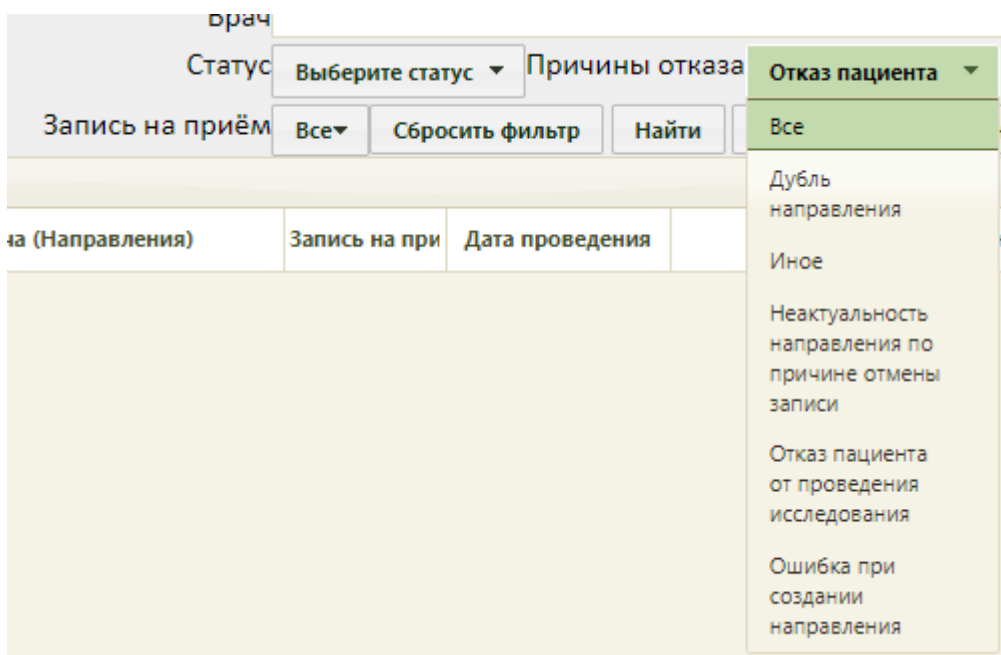 Врач
Статус Выберите статус Причины отказа Отказ пациента
Запись на приём Все Сбросить фильтр Найти
Все
Дубль
направления
ча (Направления) Запись на при Дата проведения
Иное
Неактуальность
направления по
причине отмены
записи
Отказ пациента
от проведения
исследования
Ошибка при
создании
направления